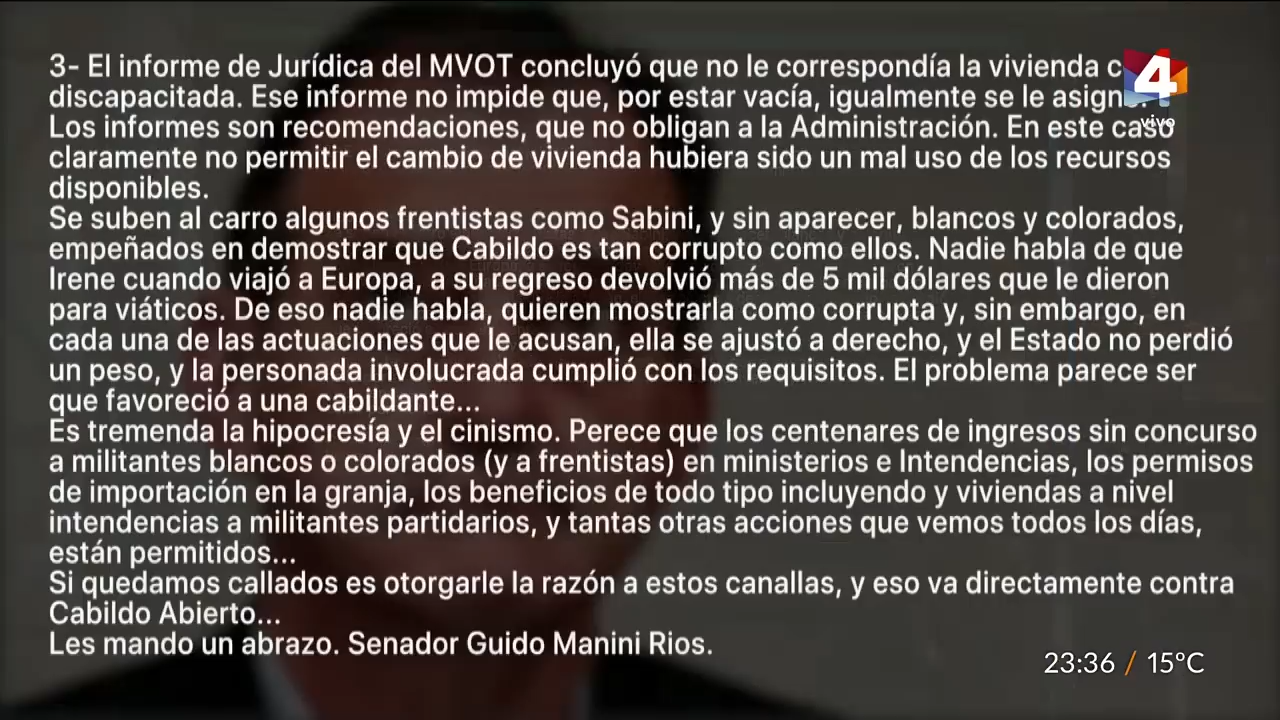 3- El informe de Jurídica del MVOT concluyó que no le correspondía la vivienda
discapacitada. Ese informe no impide que, por estar vacía, igualmente se le
Los informes son recomendaciones, que no obligan a la Administración. En este caso
claramente no permitir el cambio de vivienda hubiera sido un mal uso de los recursos
disponibles.
Se suben al carro algunos frentistas como Sabini, y sin aparecer, blancos y colorados,
empeñados en demostrar que Cabildo es tan corrupto como ellos. Nadie habla de que
Irene cuando viajó a Europa, a su regreso devolvió más de 5 mil dólares que le dieron
para viáticos. De eso nadie habla, quieren mostrarla como corrupta y, sin embargo, en
cada una de las actuaciones que le acusan, ella se ajustó a derecho, y el Estado no perdió
un peso, y la personada involucrada cumplió con los requisitos. El problema parece ser
que favoreció a una cabildante...
Es tremenda la hipocresía y el cinismo. Perece que los centenares de ingresos sin concurso
a militantes blancos o colorados (y a frentistas) en ministerios e Intendencias, los permisos
de importación en la granja, los beneficios de todo tipo incluyendo y viviendas a nivel
intendencias a militantes partidarios, y tantas otras acciones que vemos todos los días,
están permitidos...
Si quedamos callados es otorgarle la razón a estos canallas, y eso va directamente contra
Cabildo Abierto...
Les mando un abrazo. Senador Guido Manini Rios.
4
vivo
23:36 / 15°C